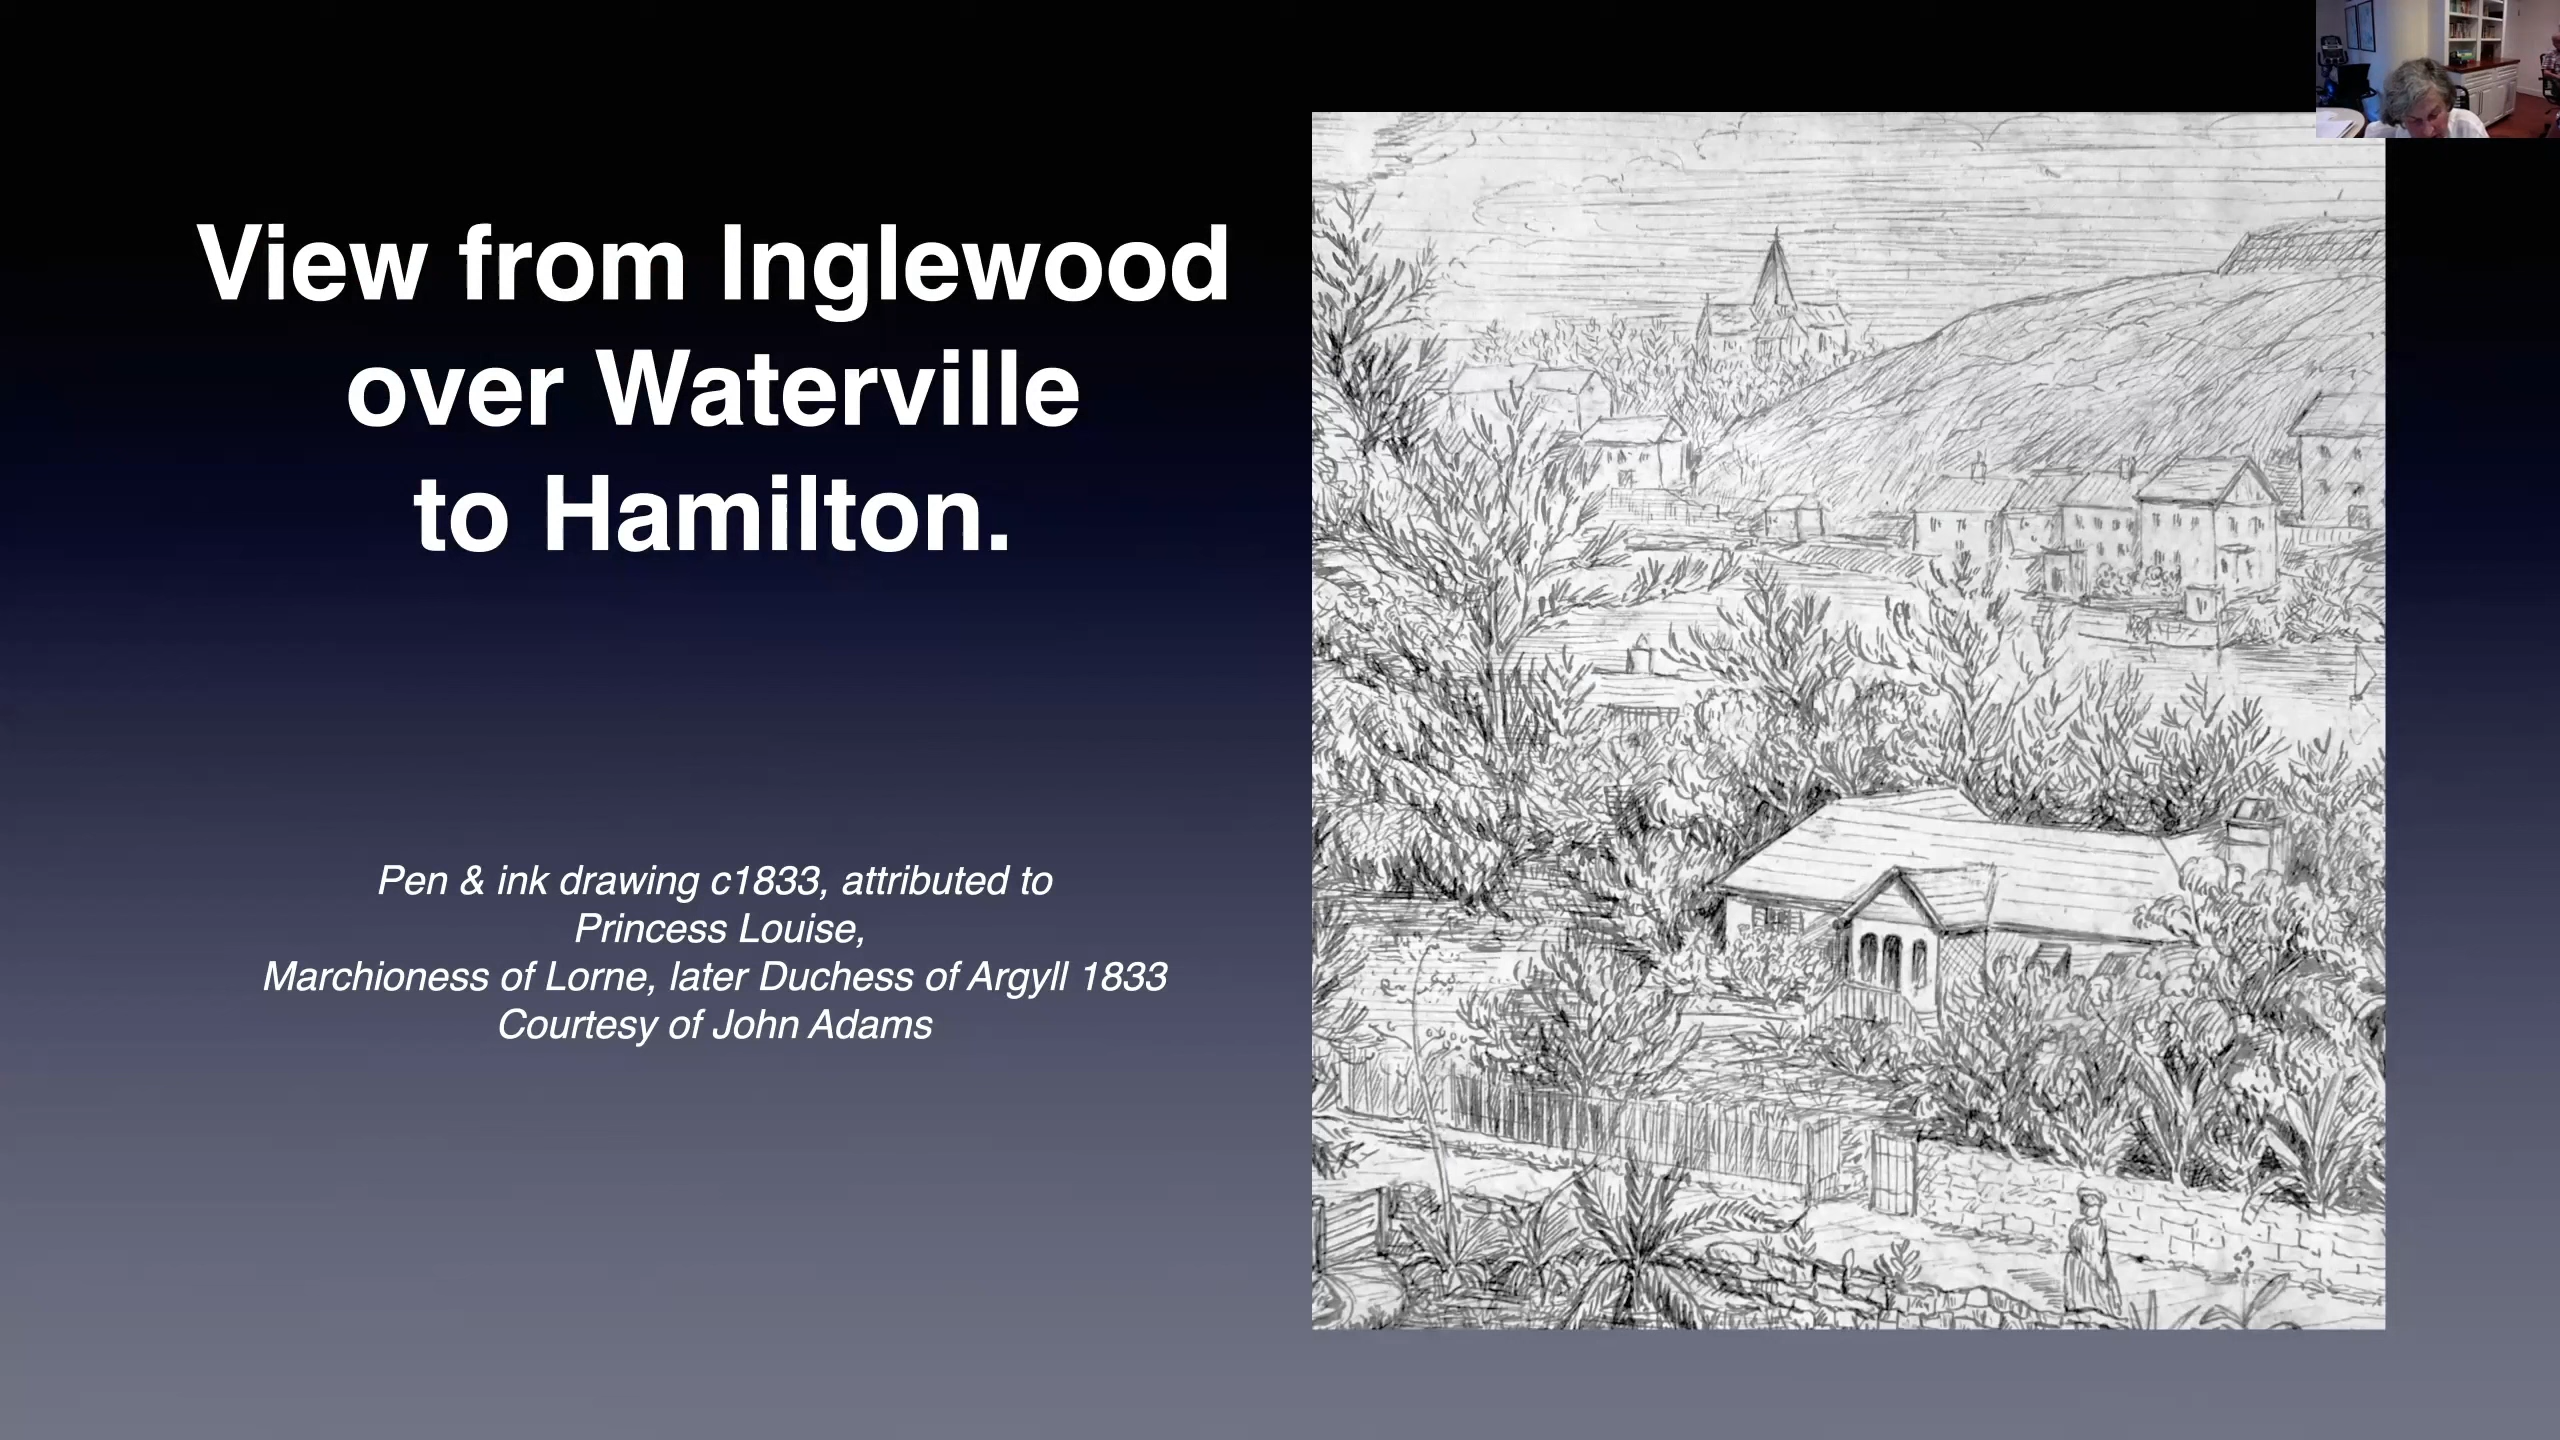 View from Inglewood
over Waterville
to Hamilton.
Pen & ink drawing c1833, attributed to
Princess Louise,
Marchioness of Lorne, later Duchess of Argyll 1833
Courtesy of John Adams